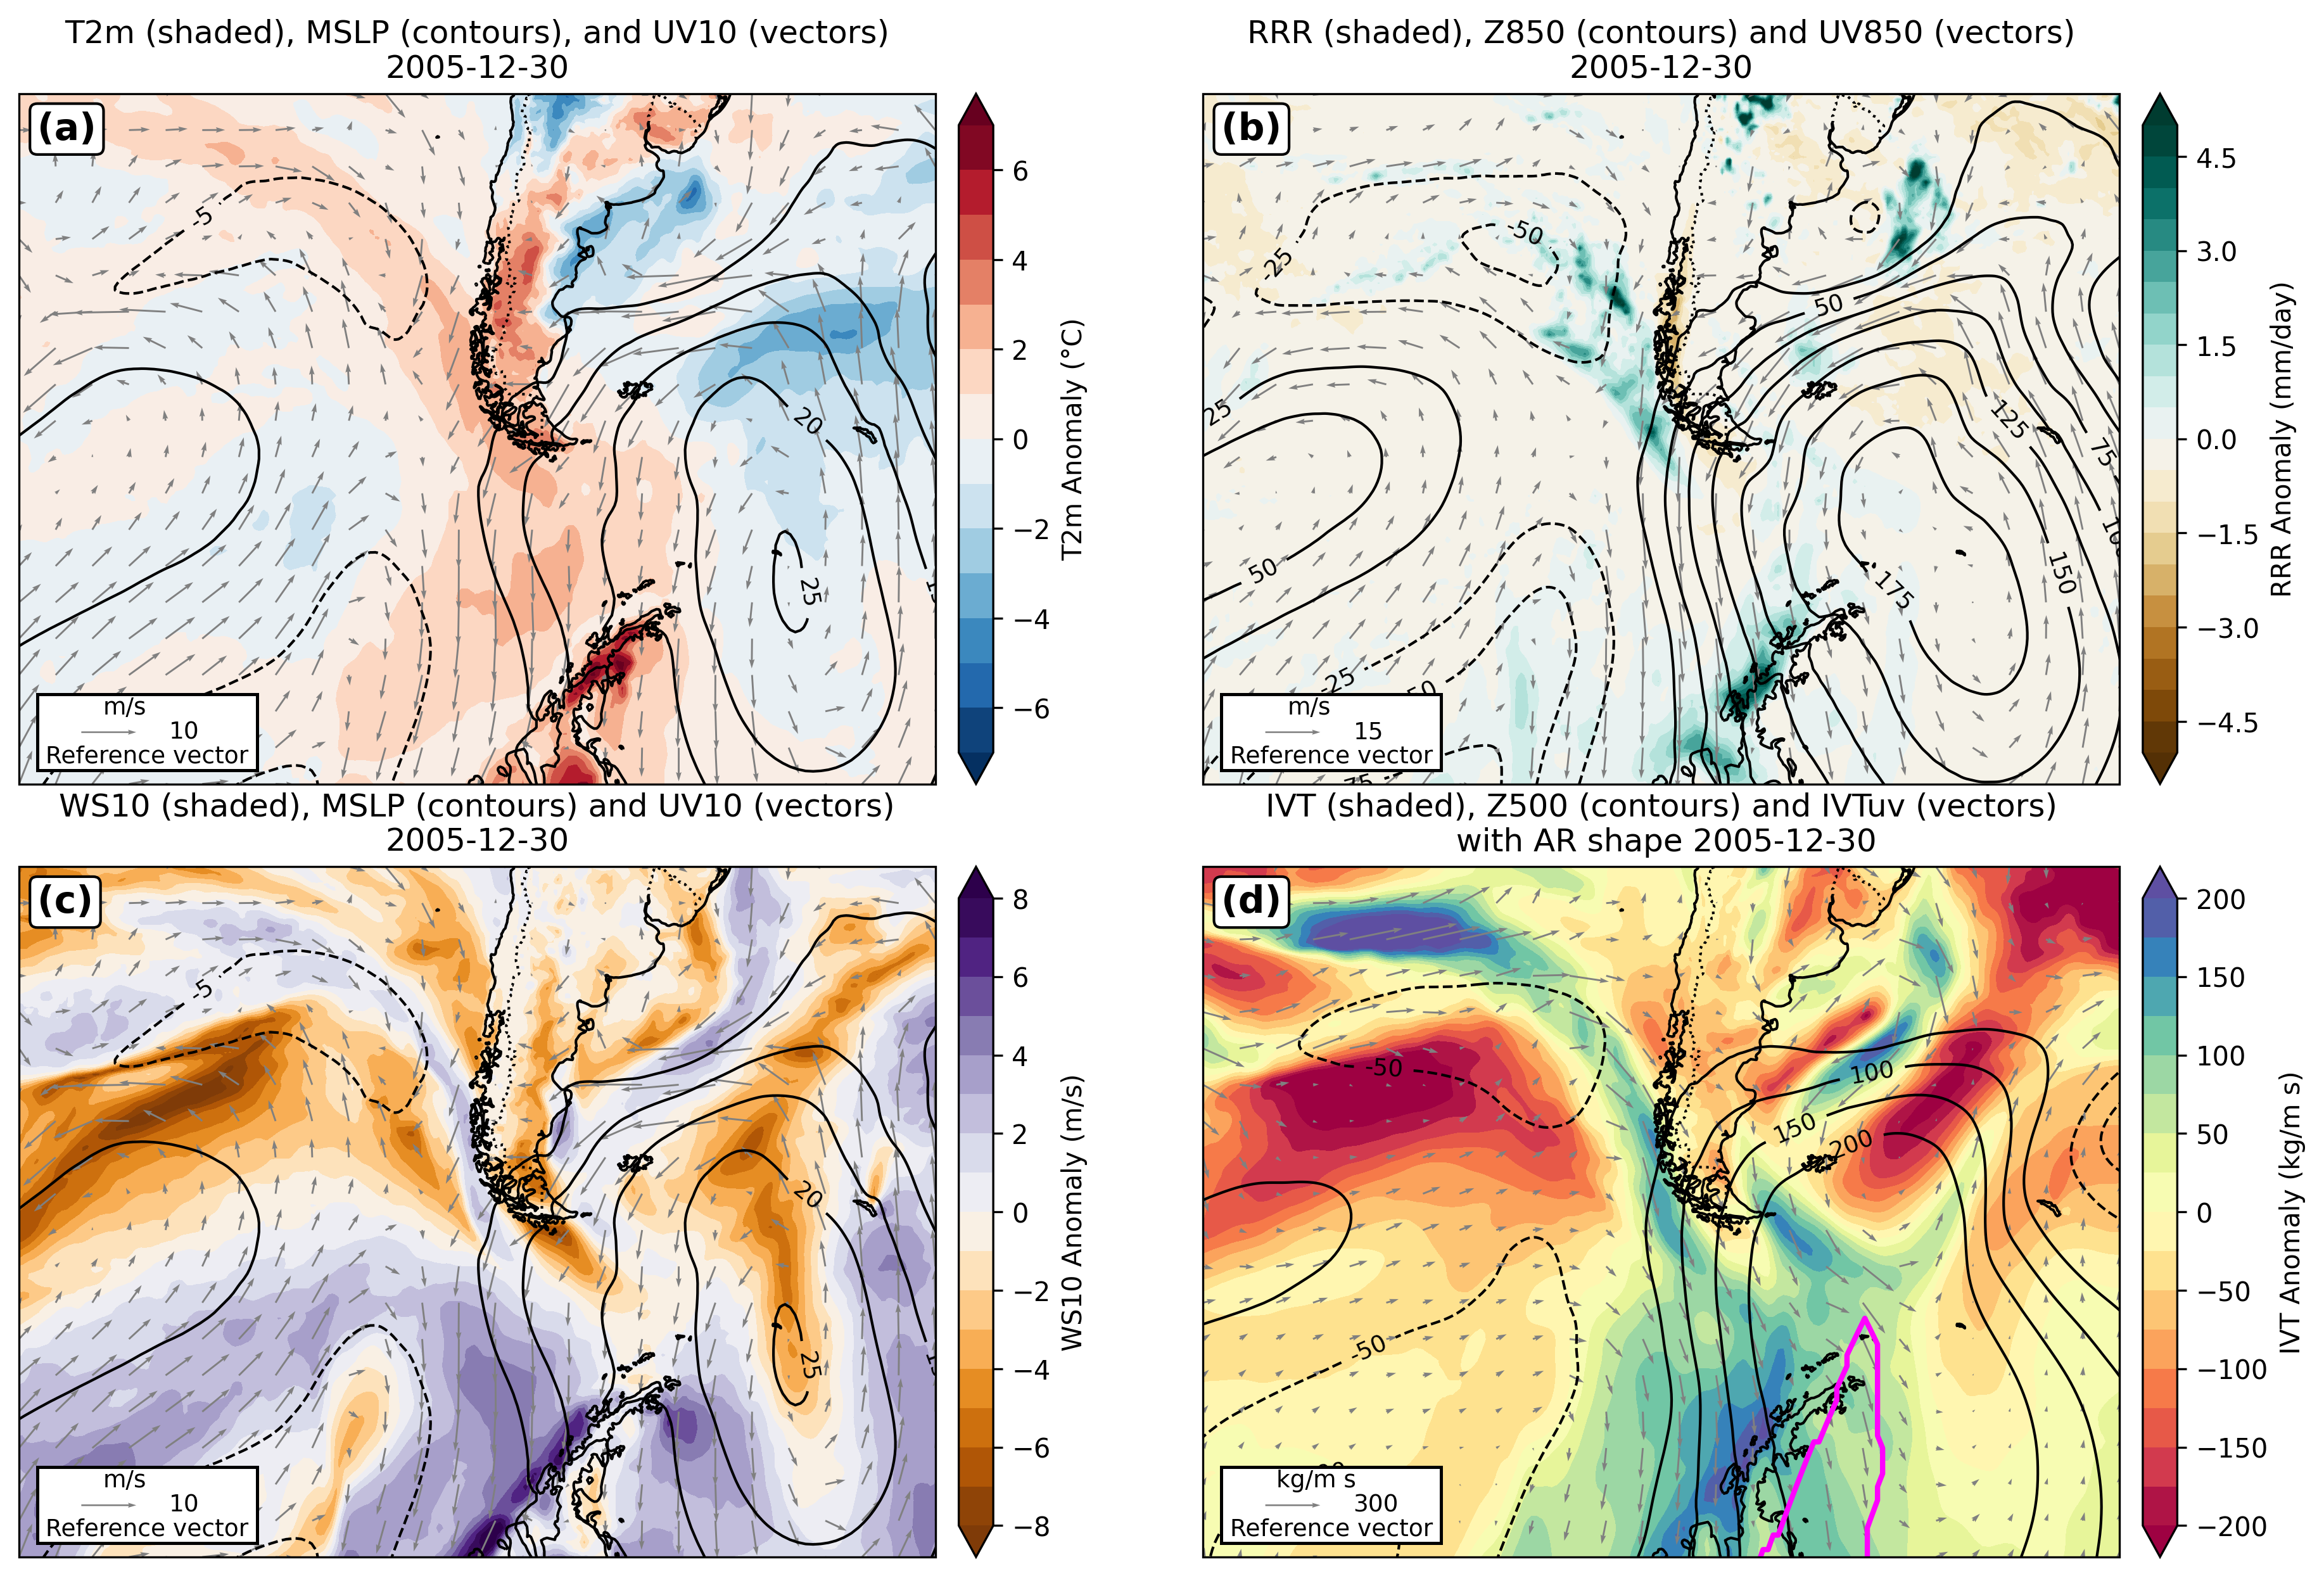 T2m (shaded), MSLP (contours), and UV10 (vectors)
2005-12-30
(a)
-5
20
25
m/s
10
Reference vector
6
4
2
0
−2
−4
−6
T2m Anomaly (°C)
RRR (shaded), Z850 (contours) and UV850 (vectors)
2005-12-30
(b)
-50
-25
50
25
125
75
50
150
175
-25
m/s
15
Reference vector
4.5
3.0
1.5
0.0
−1.5
−3.0
−4.5
RRR Anomaly (mm/day)
WS10 (shaded), MSLP (contours) and UV10 (vectors)
2005-12-30
(c)
-5
20
25
m/s
10
Reference vector
8
6
4
2
0
−2
−4
−6
−8
WS10 Anomaly (m/s)
IVT (shaded), Z500 (contours) and IVTuv (vectors)
with AR shape 2005-12-30
(d)
-50
100
150
200
-50
kg/m s
300
Reference vector
200
150
100
50
0
−50
−100
−150
−200
IVT Anomaly (kg/m s)